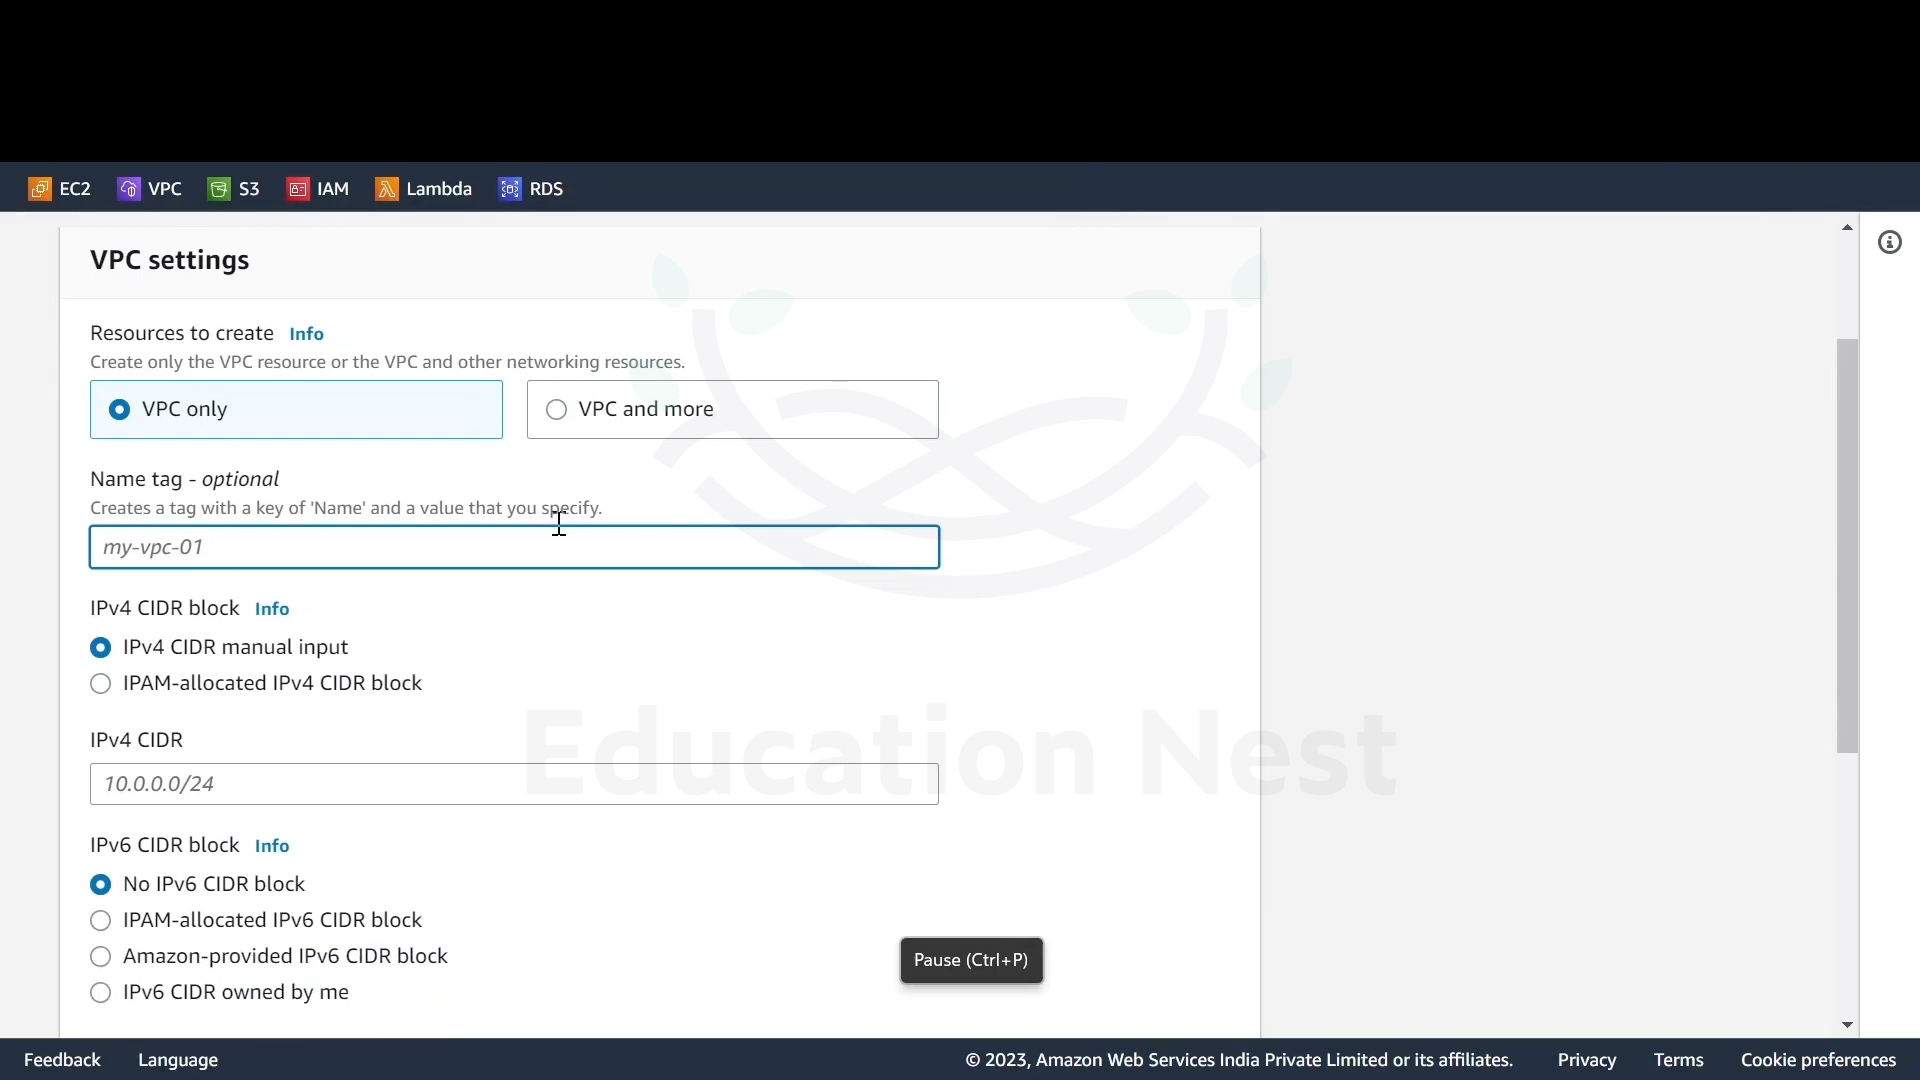 EC2 VPC S3 IAM Lambda RDS
VPC settings
Resources to create Info
Create only the VPC resource or the VPC and other networking resources.
VPC only VPC and more
Name tag - optional
Creates a tag with a key of 'Name' and a value that you specify.
my-vpc-01
IPv4 CIDR block Info
IPv4 CIDR manual input
IPAM-allocated IPv4 CIDR block
IPv4 CIDR
Education Nest
10.0.0.0/24
IPv6 CIDR block Info
No IPv6 CIDR block
IPAM-allocated IPv6 CIDR block
Amazon-provided IPv6 CIDR block
Pause (Ctrl+P)
IPv6 CIDR owned by me
Feedback Language © 2023, Amazon Web Services India Private Limited or its affiliates. Privacy Terms Cookie preferences